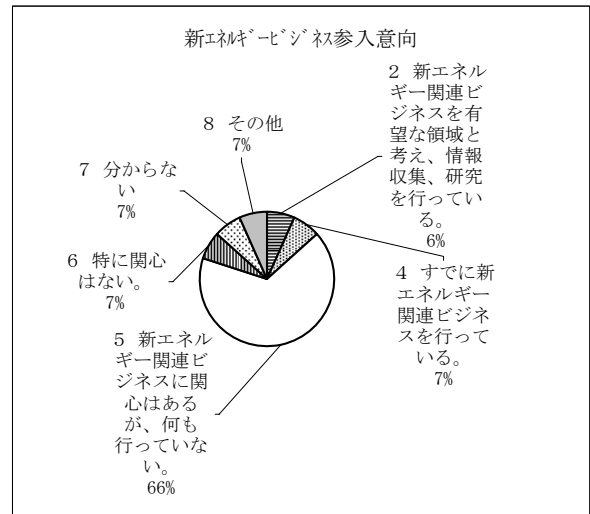 新ｴﾈﾙｷﾞｰﾋﾞｼﾞﾈｽ参入意向
2 新エネル
ギー関連ビ
ジネスを有
望な領域と
考え、情報
収集、研究
を行ってい
る。
6%
4 すでに新
エネルギー
関連ビジネ
スを行って
いる。
7%
5 新エネル
ギー関連ビ
ジネスに関
心はある
が、何も
行っていな
い。
66%
6 特に関心
はない。
7%
7 分からな
い
7%
8 その他
7%